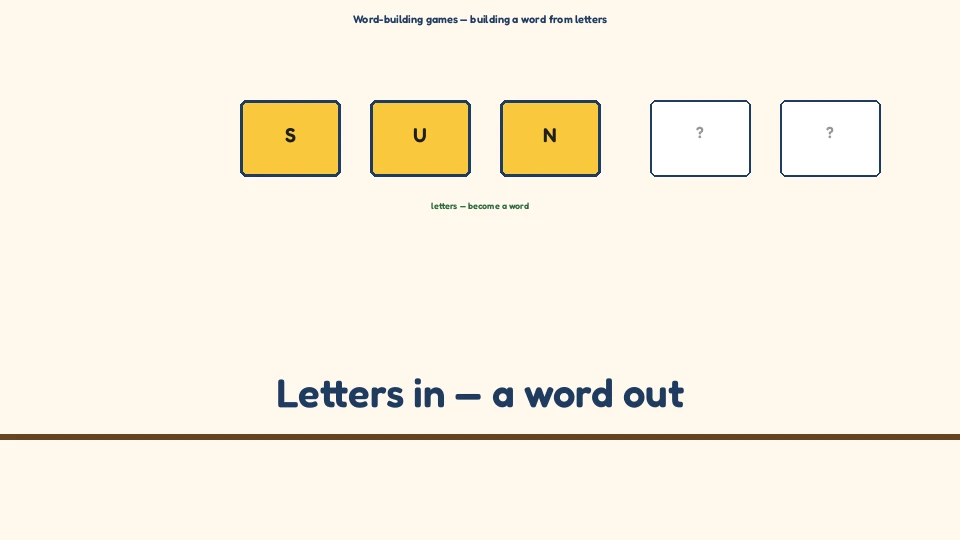 Word-building games — building a word from letters
S U N ? ?
letters — become a word
Letters in — a word out